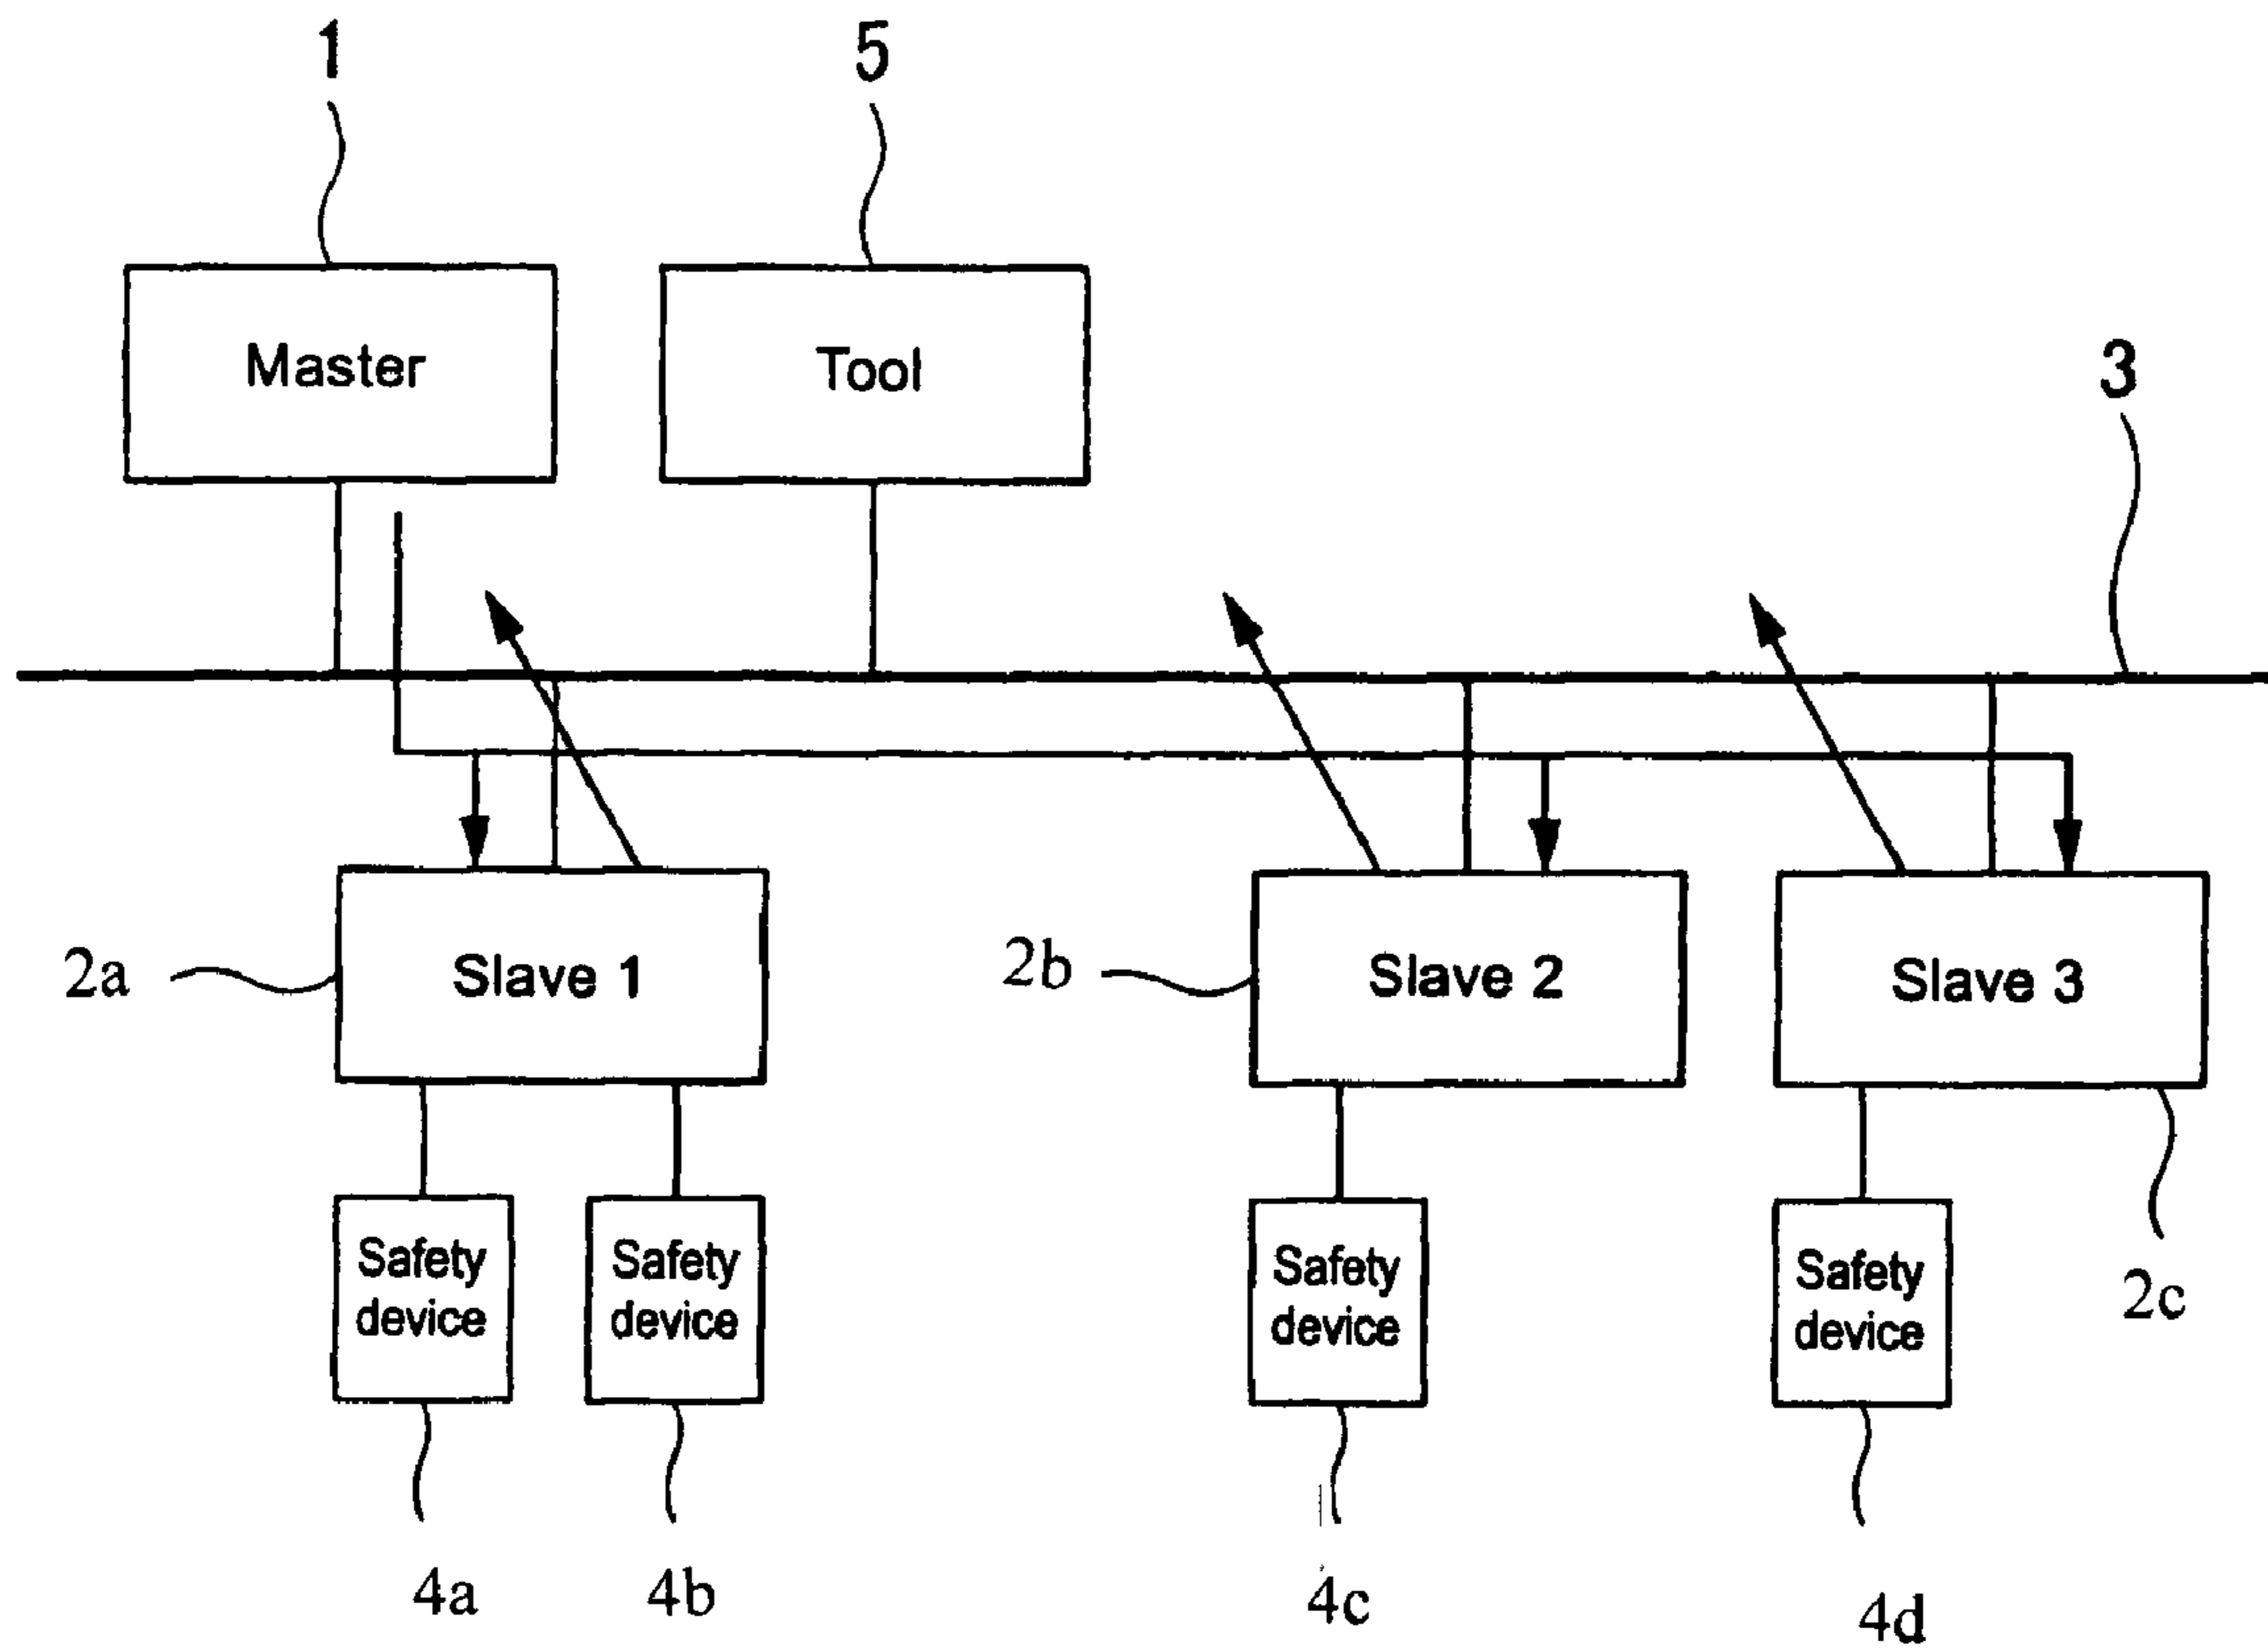 1
5
Master
Tool
3
2a
Slave 1
2b
Slave 2
Slave 3
Safety
device
Safety
device
Safety
device
Safety
device
2c
4a
4b
4c
4d